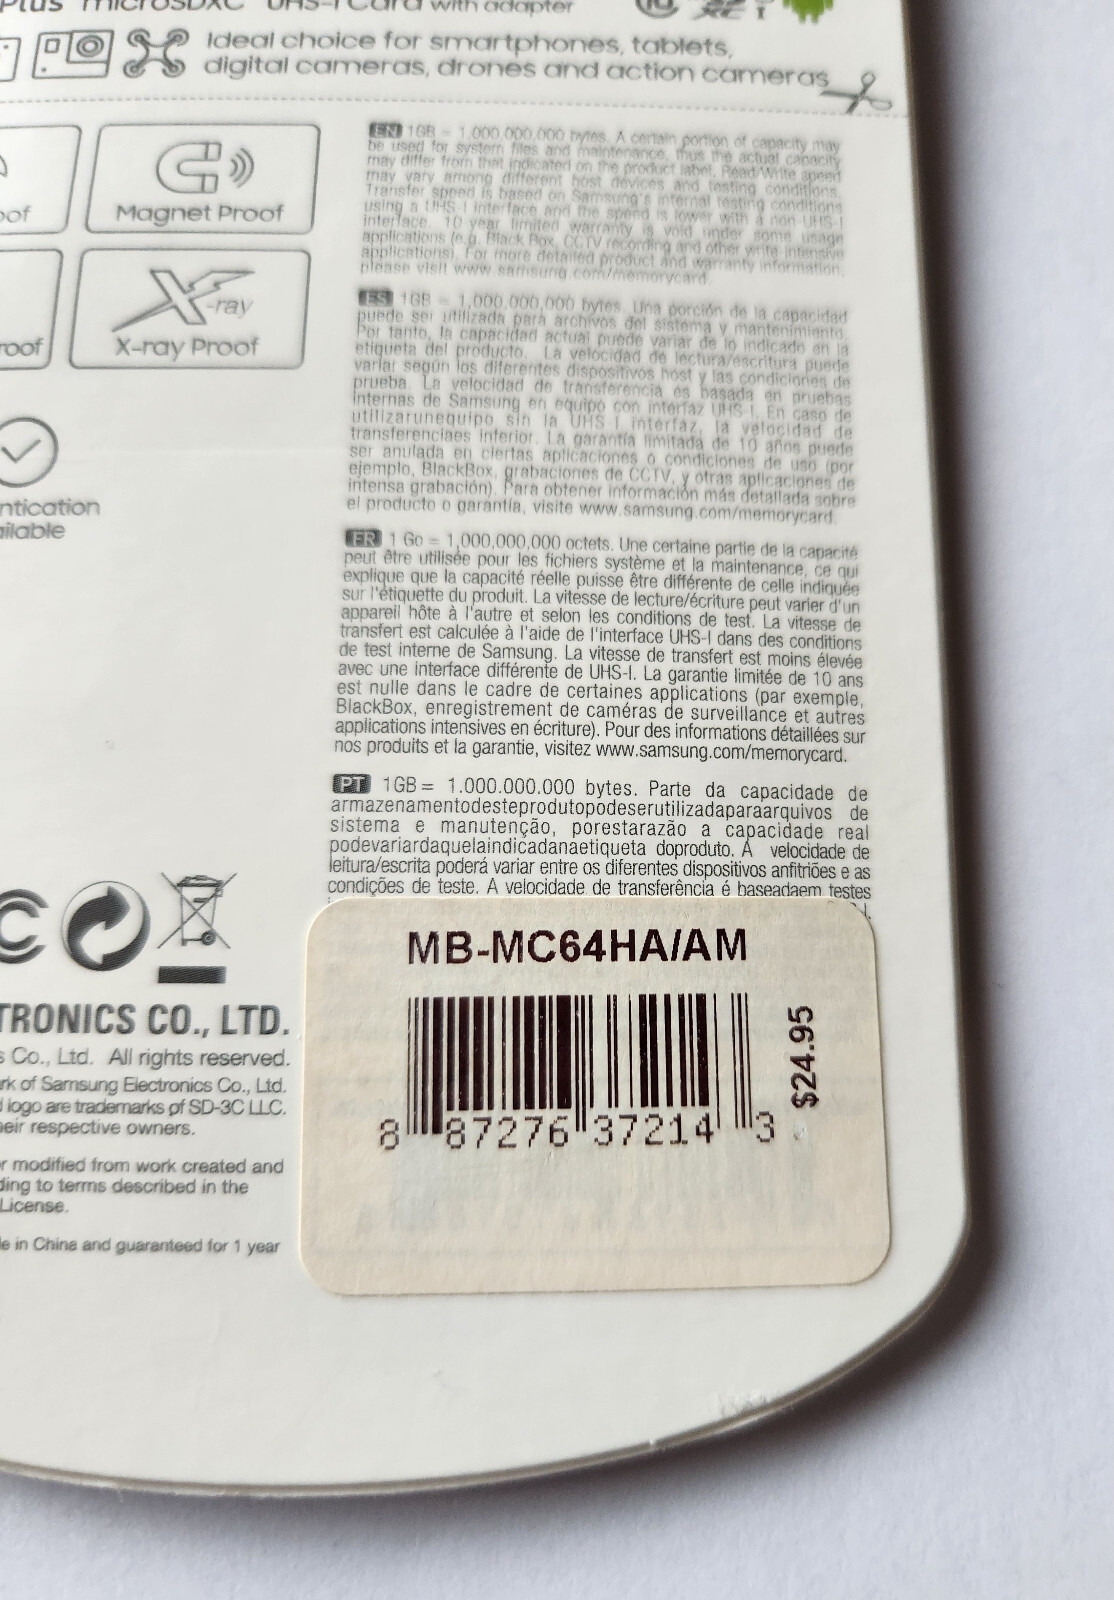 Plus microSDXC UHS-I Card with adapter
Ideal choice for smartphones, tablets,
digital cameras, drones and action cameras
Magnet Proof
X-ray
X-ray Proof
EN 1GB = 1,000,000,000 bytes. A certain portion of capacity may
be used for system files and maintenance, thus the actual capacity
may differ from that indicated on the product label. Read/Write speed
may vary among different host devices and testing conditions.
Transfer speed is based on Samsung's internal testing conditions
using a UHS-I interface and the speed is lower with a non UHS-I
interface. 10 year limited warranty is void under some usage
applications (e.g. Black Box, CCTV recording and other write intensive
applications). For more detailed product and warranty information,
please visit www.samsung.com/memorycard.
ES 1GB = 1,000,000,000 bytes. Una porción de la capacidad
puede ser utilizada para archivos del sistema y mantenimiento.
Por tanto, la capacidad actual puede variar de lo indicado en la
etiqueta del producto. La velocidad de lectura/escritura puede
variar según los diferentes dispositivos host y las condiciones de
prueba. La velocidad de transferencia es basada en pruebas
internas de Samsung en equipo con interfaz UHS-I. En caso de
utilizarunequipo sin la UHS-I interfaz, la velocidad de
transferenciaes inferior. La garantía limitada de 10 años puede
ser anulada en ciertas aplicaciones o condiciones de uso (por
ejemplo, BlackBox, grabaciones de CCTV, y otras aplicaciones de
intensa grabación). Para obtener información más detallada sobre
el producto o garantía, visite www.samsung.com/memorycard.
FR 1 Go = 1,000,000,000 octets. Une certaine partie de la capacité
peut être utilisée pour les fichiers système et la maintenance, ce qui
explique que la capacité réelle puisse être différente de celle indiquée
sur l'étiquette du produit. La vitesse de lecture/écriture peut varier d'un
appareil hôte à l'autre et selon les conditions de test. La vitesse de
transfert est calculée à l'aide de l'interface UHS-I dans des conditions
de test interne de Samsung. La vitesse de transfert est moins élevée
avec une interface différente de UHS-I. La garantie limitée de 10 ans
est nulle dans le cadre de certaines applications (par exemple,
BlackBox, enregistrement de caméras de surveillance et autres
applications intensives en écriture). Pour des informations détaillées sur
nos produits et la garantie, visitez www.samsung.com/memorycard.
PT 1GB= 1.000.000.000 bytes. Parte da capacidade de
armazenamentodesteprodutopodeserutilizadaparaarquivos de
sistema e manutenção, porestarazão a capacidade real
podevariardaquelaindicadanaetiqueta doproduto. A velocidade de
leitura/escrita poderá variar entre os diferentes dispositivos anfitriões e as
condições de teste. A velocidade de transferência é baseadaem testes
oof
roof
ntication
ailable
TRONICS CO., LTD.
s Co., Ltd. All rights reserved.
rk of Samsung Electronics Co., Ltd.
logo are trademarks of SD-3C LLC.
eir respective owners.
r modified from work created and
ding to terms described in the
License.
e in China and guaranteed for 1 year
MB-MC64HA/AM
$24.95
8 87276 37214 3